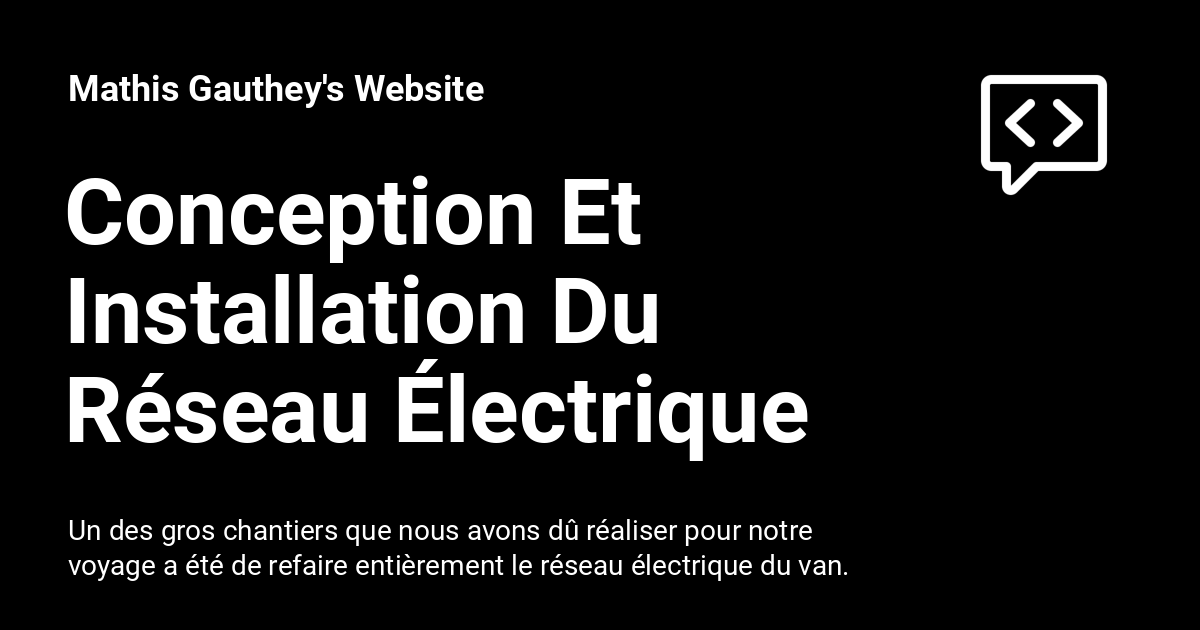 Mathis Gauthey's Website
Conception Et
Installation Du
Réseau Électrique
Un des gros chantiers que nous avons dû réaliser pour notre
voyage a été de refaire entièrement le réseau électrique du van.